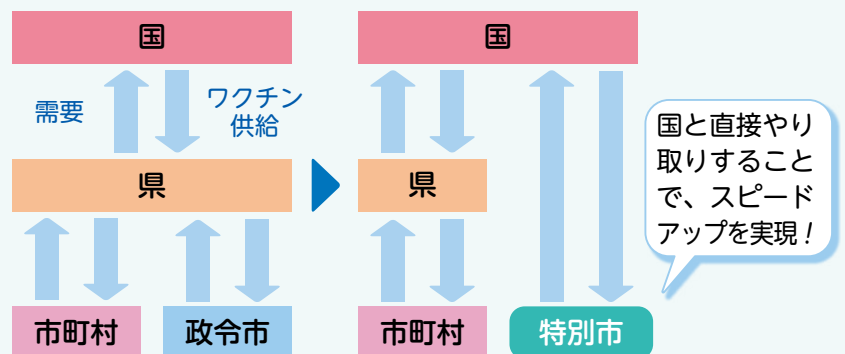 国
需要
ワクチン
供給
県
市町村
政令市
国
県
市町村
特別市
国と直接やり
取りすること
で、スピード
アップを実現!